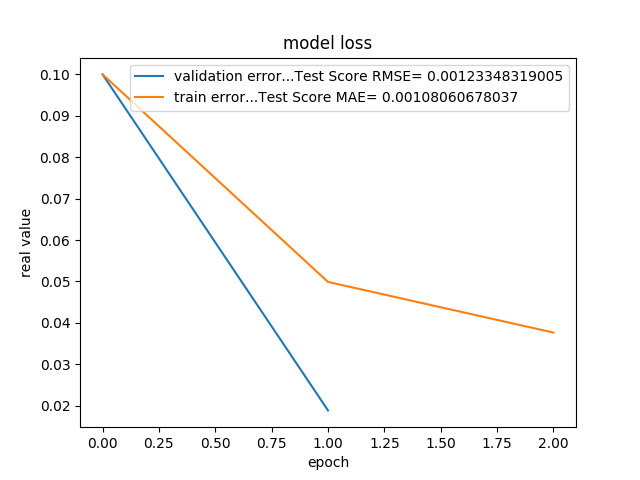 model loss
validation error...Test Score RMSE= 0.00123348319005
train error...Test Score MAE= 0.00108060678037
0.10
0.09
0.08
0.07
0.06
0.05
0.04
0.03
0.02
real value
0.00 0.25 0.50 0.75 1.00 1.25 1.50 1.75 2.00
epoch